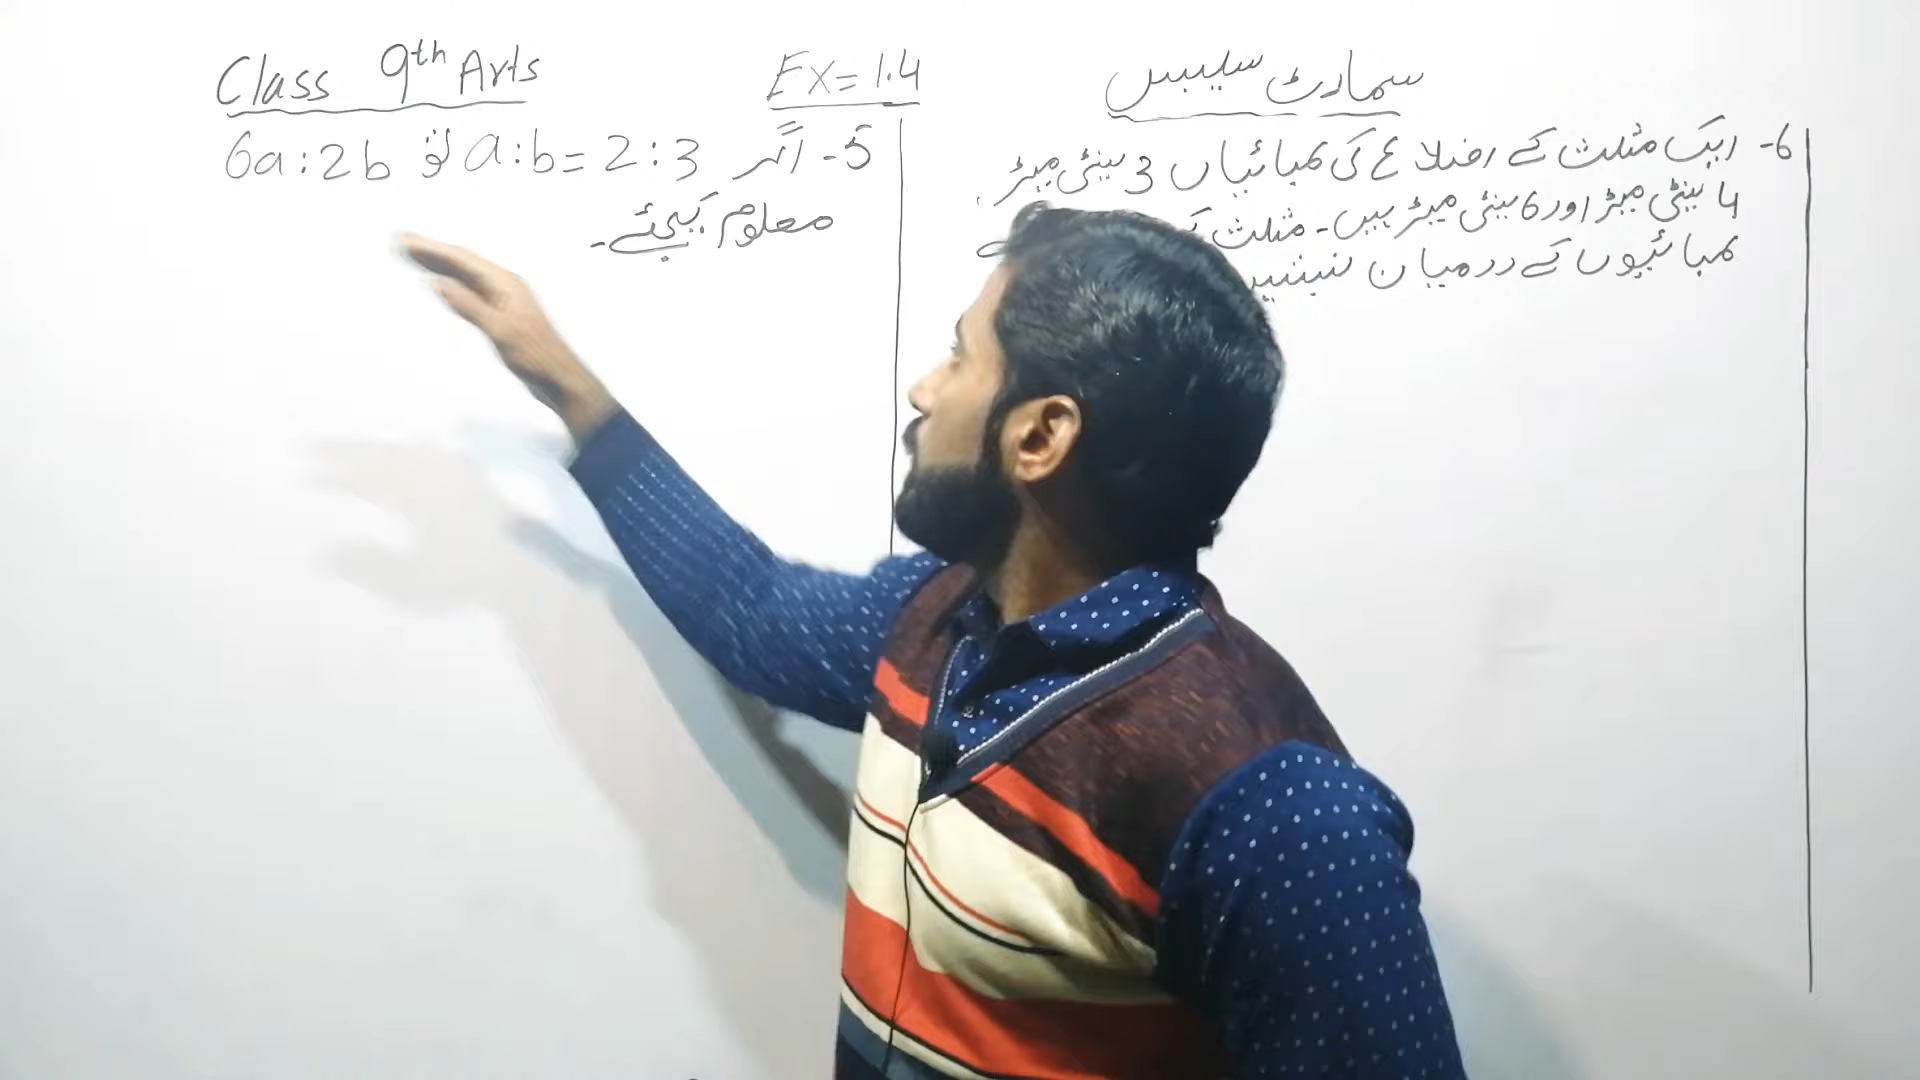 Class 9th Arts
Ex = 1.4
سمارٹ سلیبس
5- اگر a:b = 2:3 تو 6a:2b
معلوم کیجئے۔
6- ایک مثلث کے اضلاع کی لمبائیاں 3 سینٹی میٹر،
4 سینٹی میٹر اور 6 سینٹی میٹر ہیں۔ مثلث
لمبائیوں کے درمیان